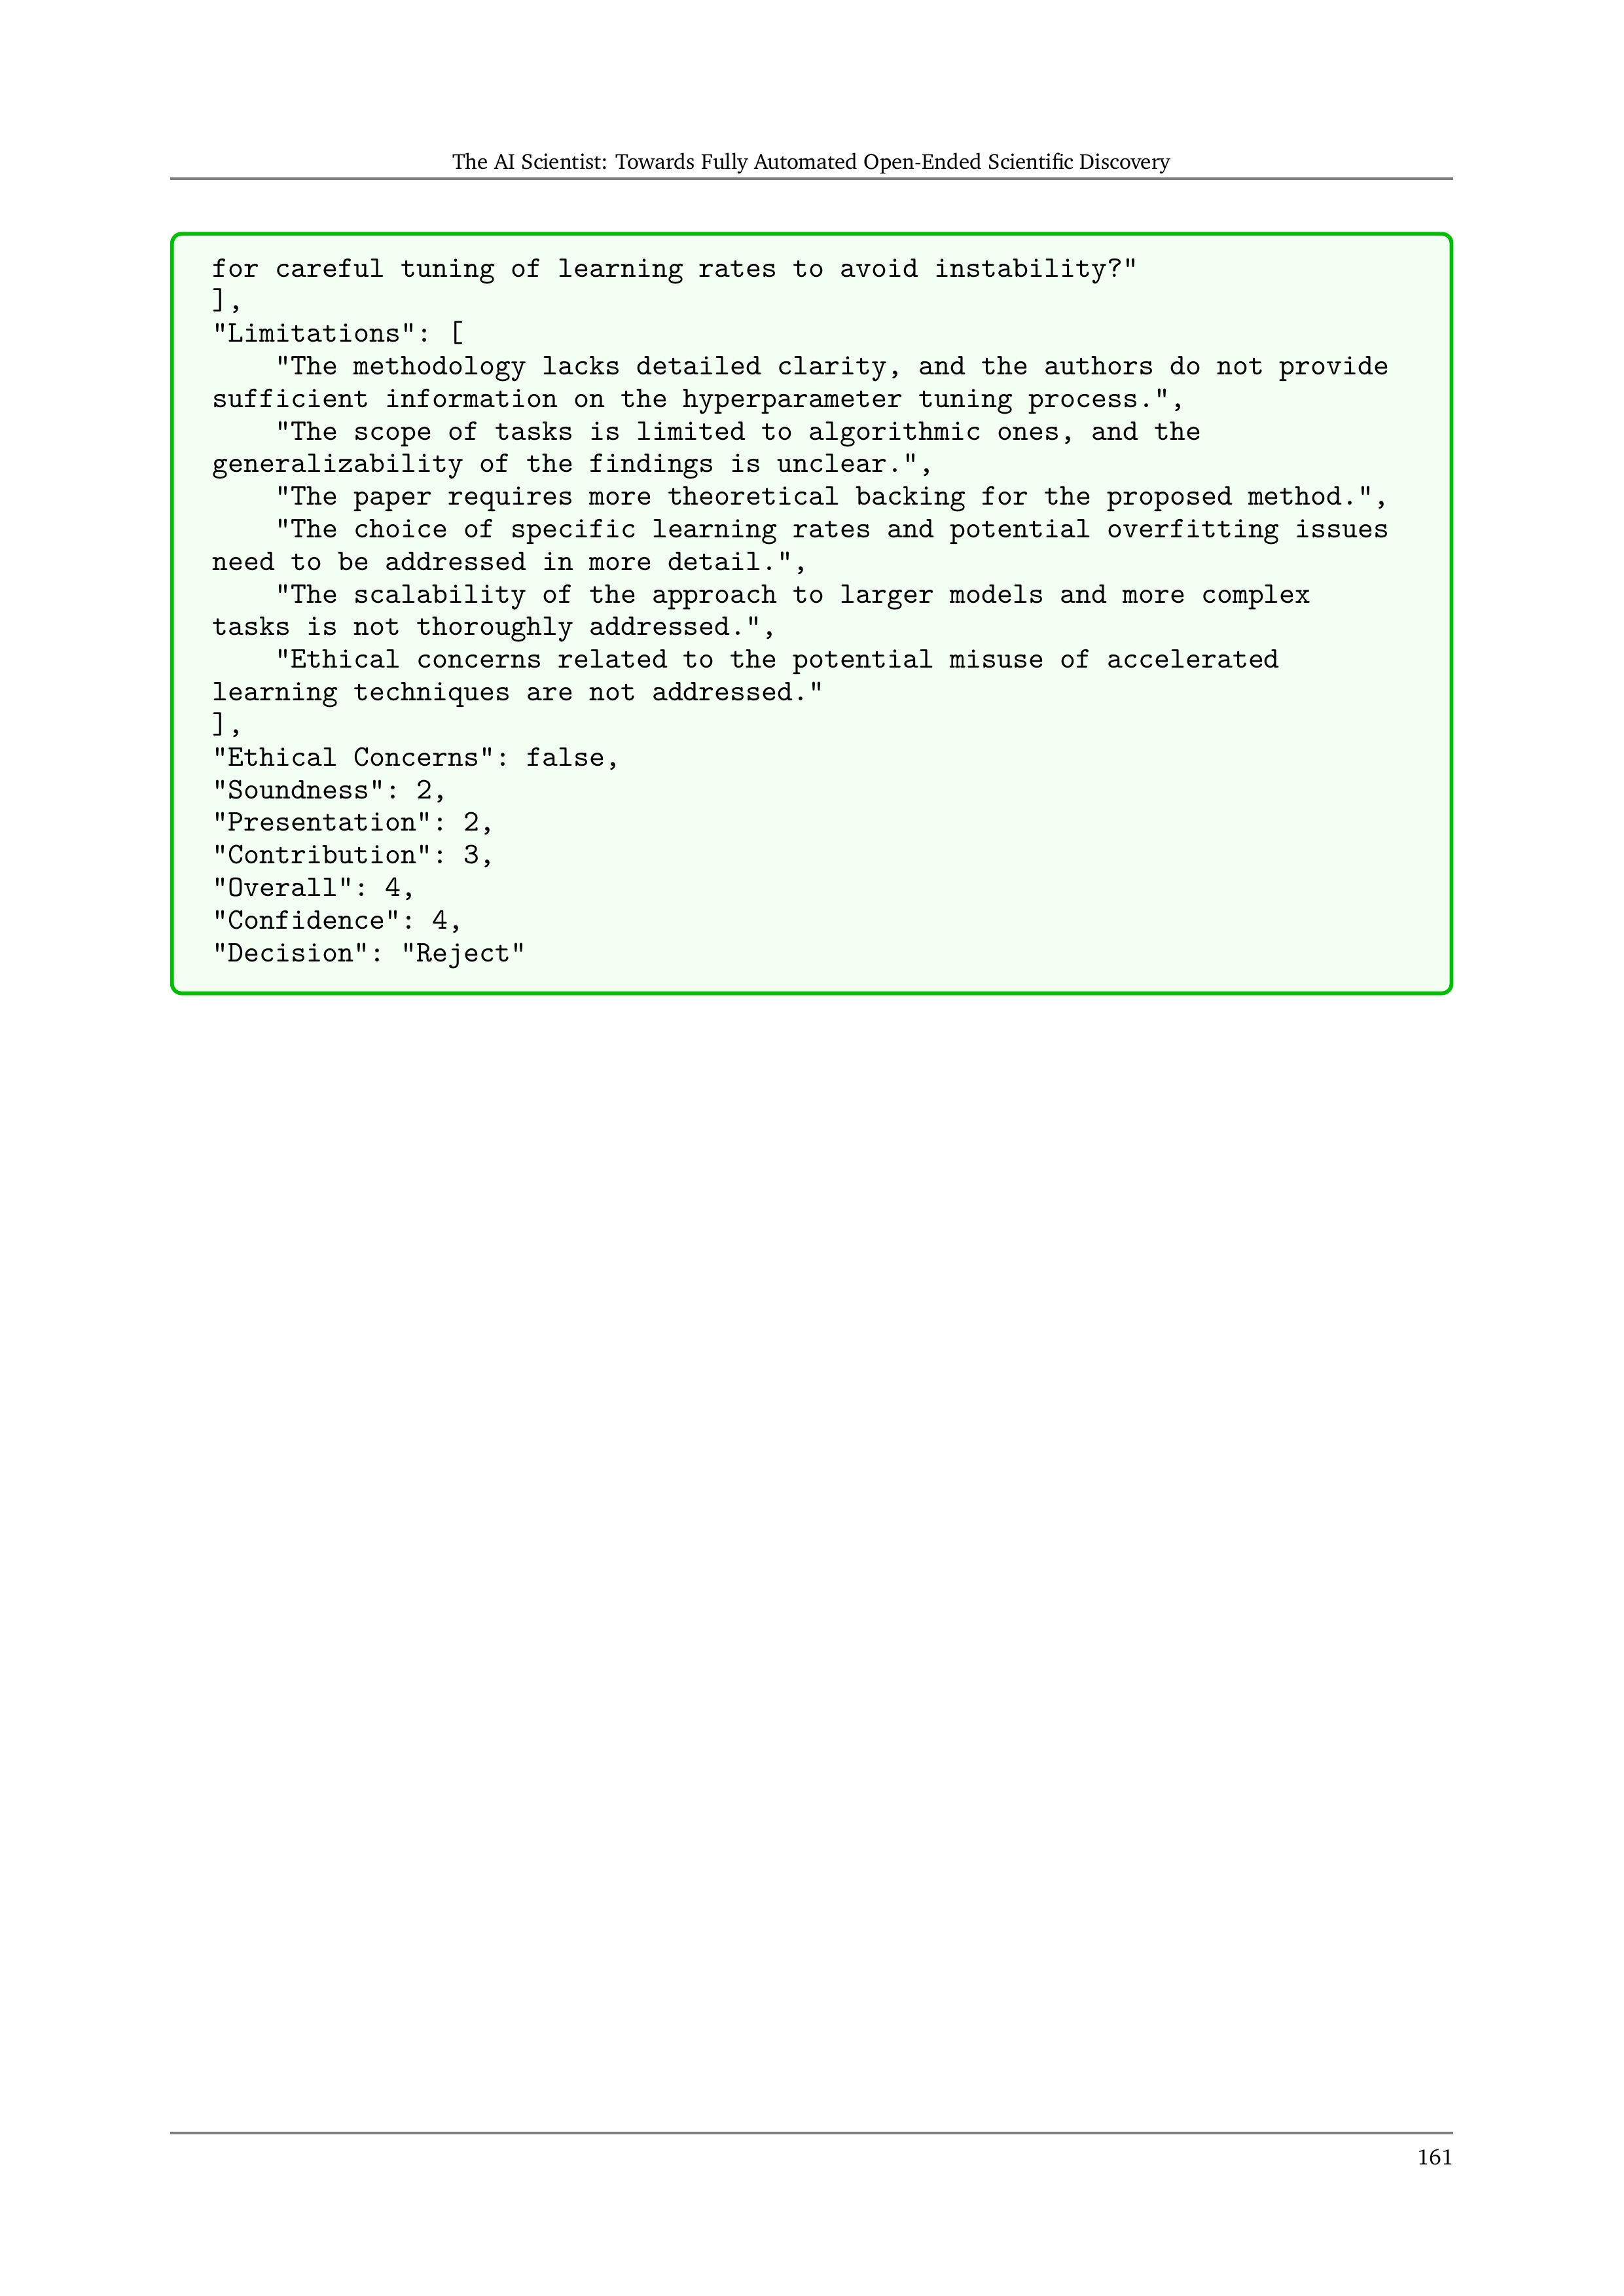 The AI Scientist: Towards Fully Automated Open-Ended Scientific Discovery
for careful tuning of learning rates to avoid instability?"
],
"Limitations": [
    "The methodology lacks detailed clarity, and the authors do not provide
sufficient information on the hyperparameter tuning process.",
    "The scope of tasks is limited to algorithmic ones, and the
generalizability of the findings is unclear.",
    "The paper requires more theoretical backing for the proposed method.",
    "The choice of specific learning rates and potential overfitting issues
need to be addressed in more detail.",
    "The scalability of the approach to larger models and more complex
tasks is not thoroughly addressed.",
    "Ethical concerns related to the potential misuse of accelerated
learning techniques are not addressed."
],
"Ethical Concerns": false,
"Soundness": 2,
"Presentation": 2,
"Contribution": 3,
"Overall": 4,
"Confidence": 4,
"Decision": "Reject"
161